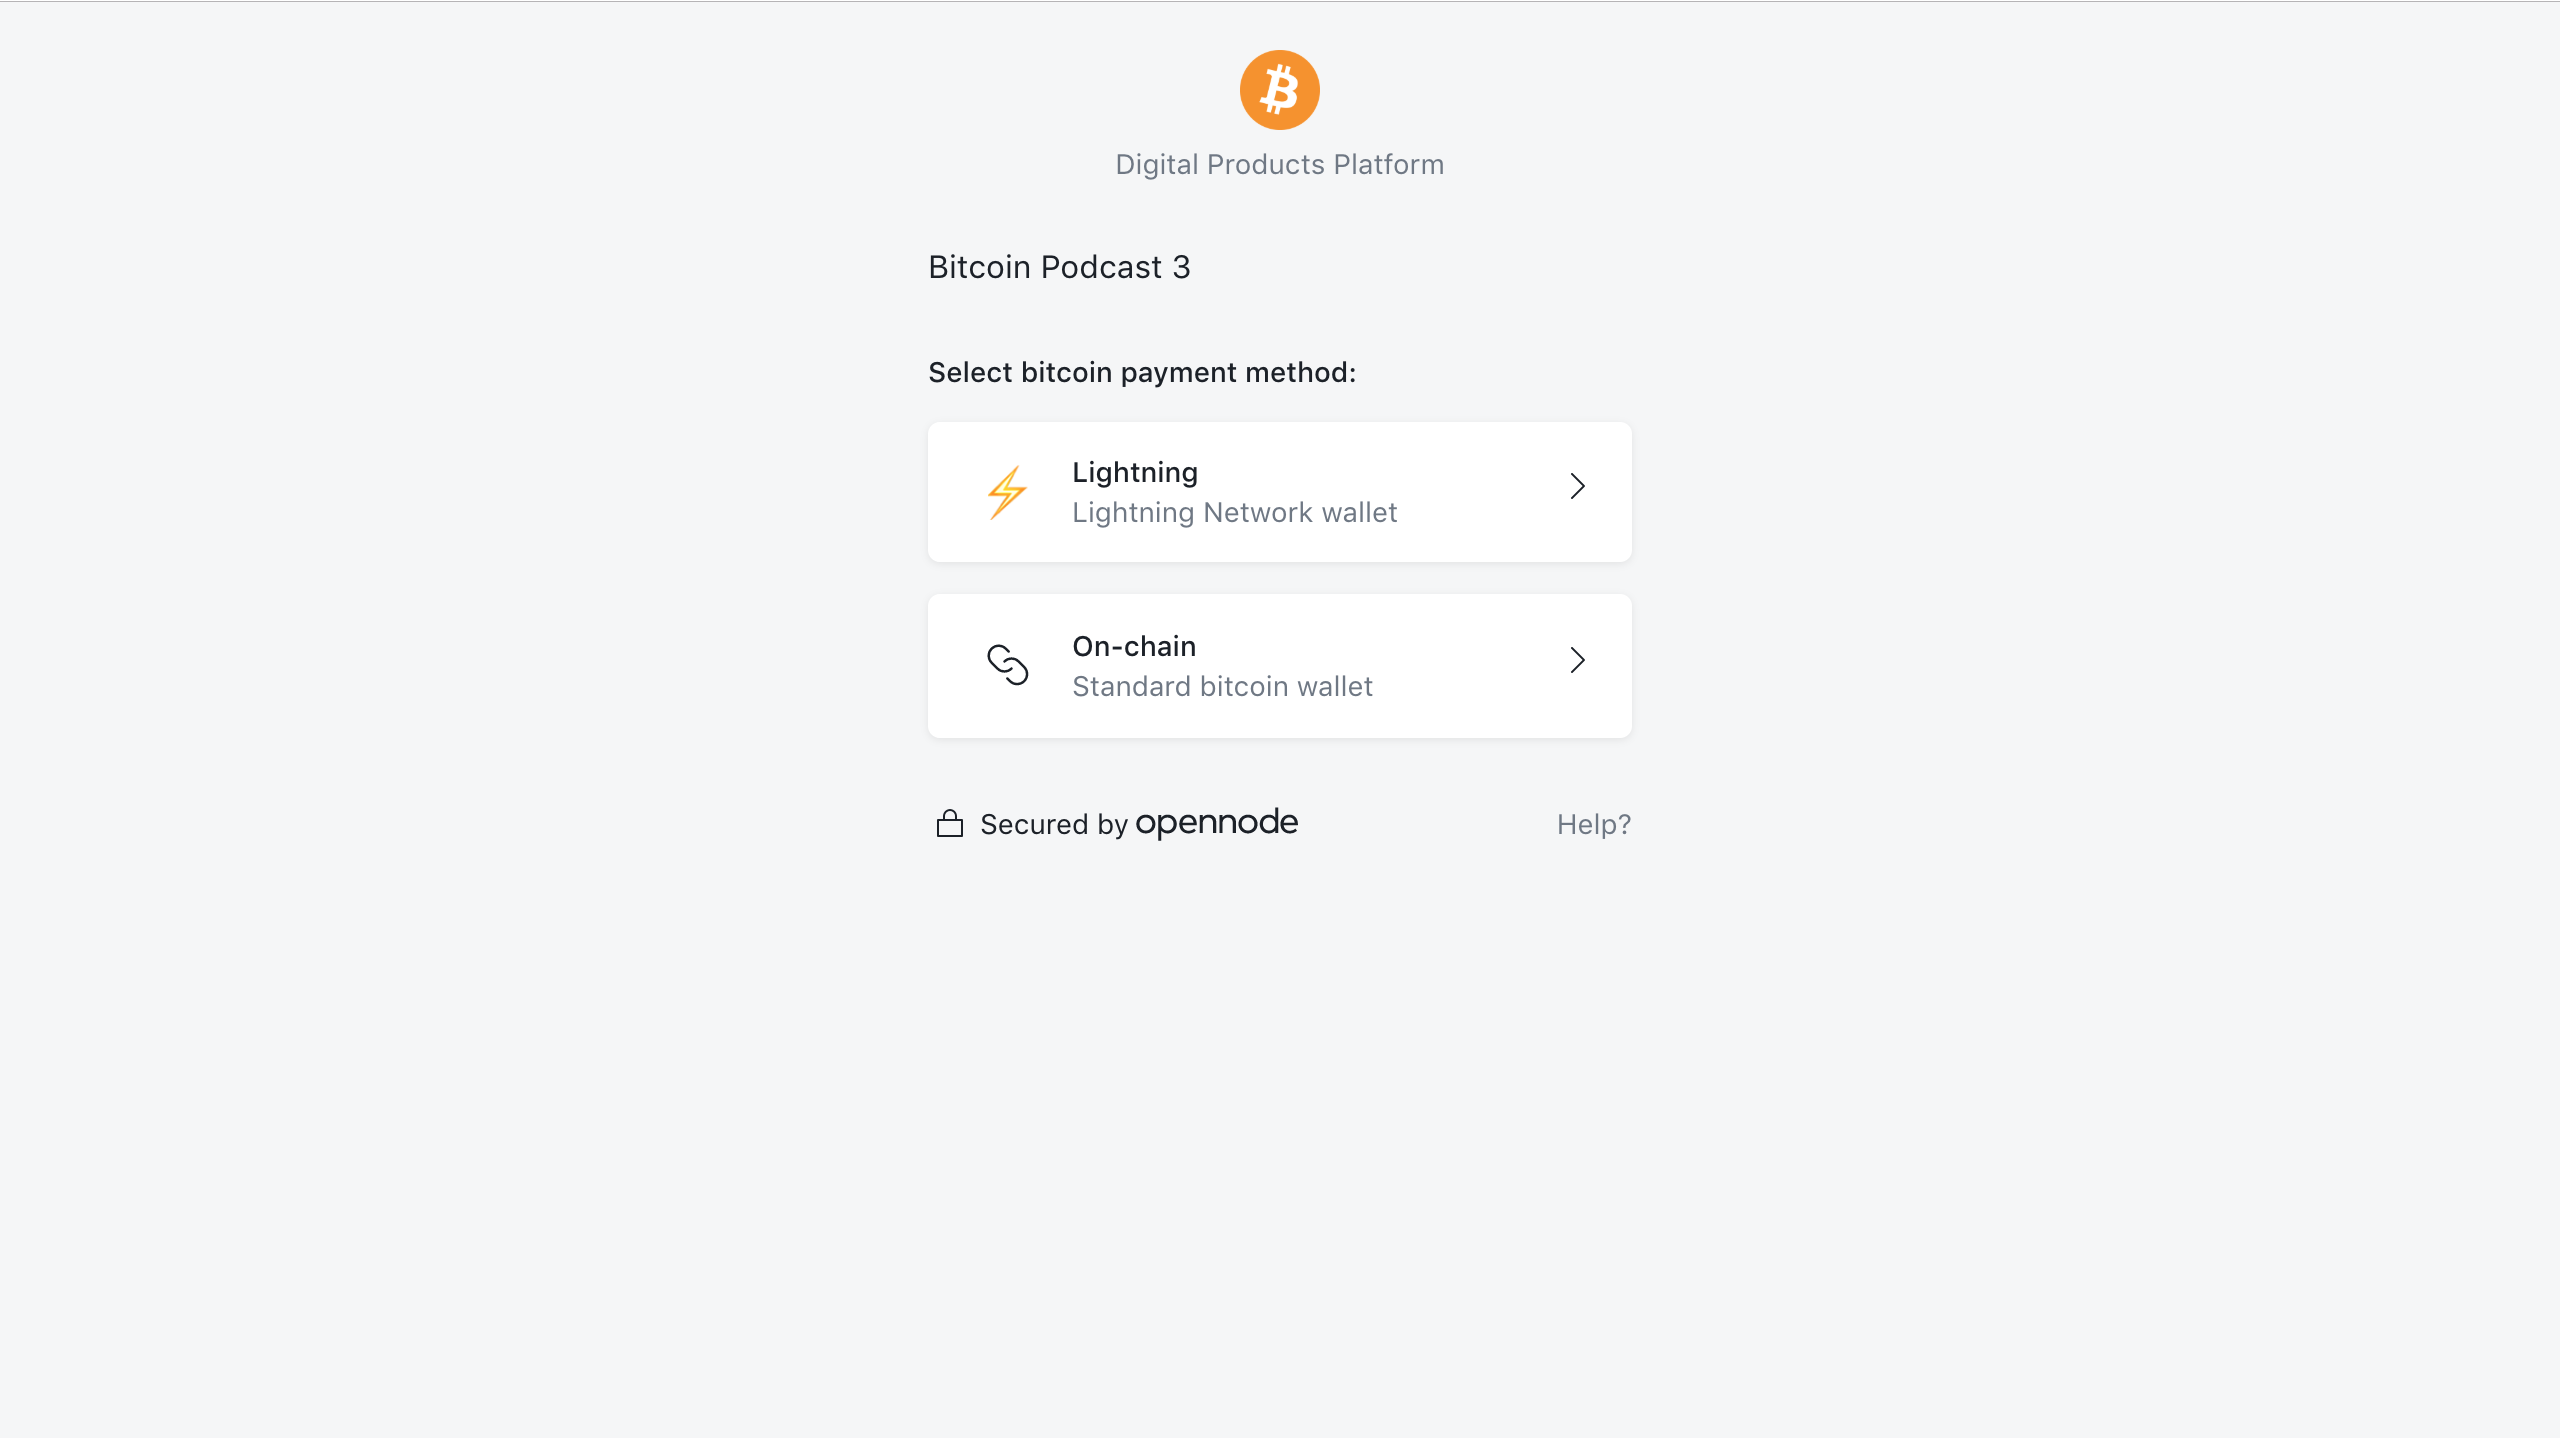 Digital Products Platform
Bitcoin Podcast 3
Select bitcoin payment method:
Lightning
Lightning Network wallet
On-chain
Standard bitcoin wallet
Secured by opennode
Help?